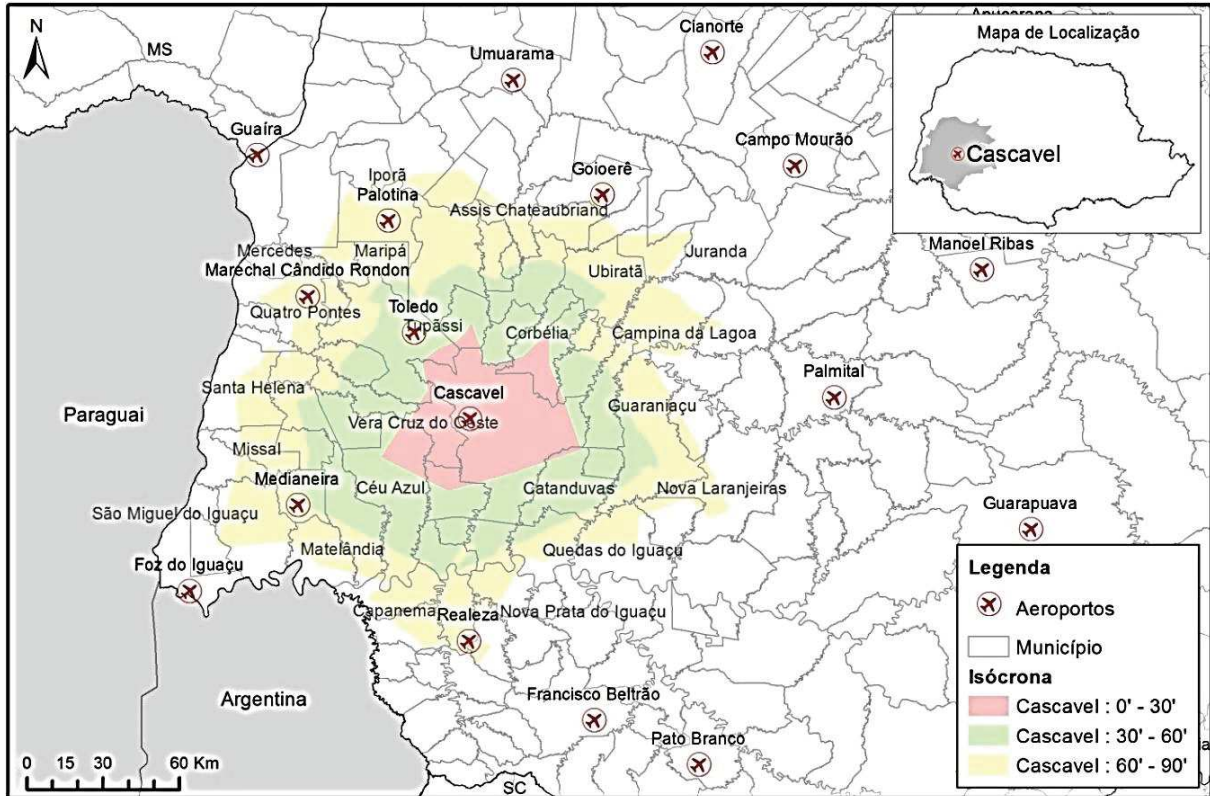 N
MS
Umuarama
Cianorte
Mapa de Localização
Cascavel
Guaíra
Campo Mourão
Iporã
Palotina
Goioerê
Assis Chateaubriand
Mercedes
Maripá
Juranda
Manoel Ribas
Marechal Cândido Rondon
Ubiratã
Quatro Pontes
Toledo
Tupãssi
Corbélia
Campina da Lagoa
Santa Helena
Cascavel
Palmital
Paraguai
Vera Cruz do Oeste
Guaraniaçu
Missal
Medianeira
Céu Azul
Catanduvas
Nova Laranjeiras
São Miguel do Iguaçu
Guarapuava
Matelândia
Quedas do Iguaçu
Foz do Iguaçu
Capanema
Realeza
Nova Prata do Iguaçu
Argentina
Francisco Beltrão
Pato Branco
SC
0 15 30 60 Km
Legenda
Aeroportos
Município
Isócrona
Cascavel : 0' - 30'
Cascavel : 30' - 60'
Cascavel : 60' - 90'